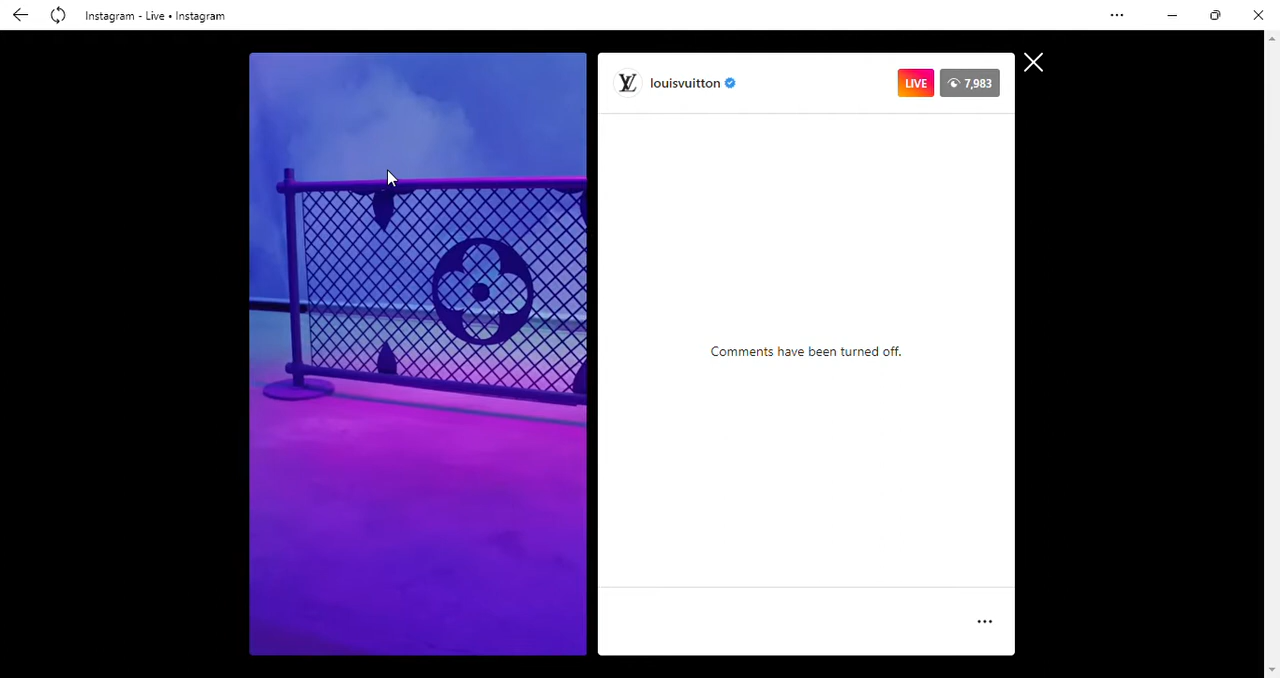 Instagram - Live • Instagram
louisvuitton
LIVE
7,983
Comments have been turned off.